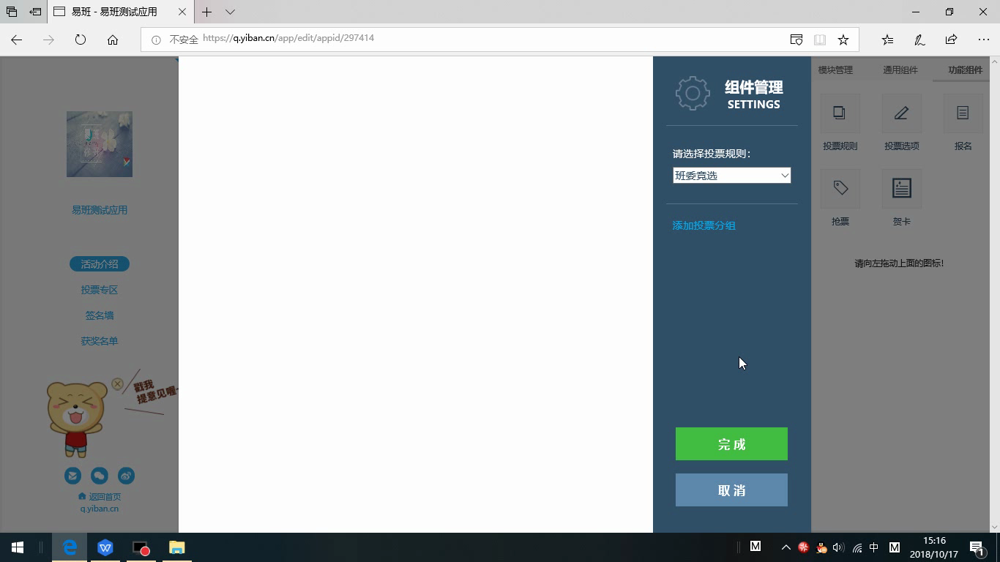 易班 - 易班测试应用
不安全 https://q.yiban.cn/app/edit/appid/297414
易班测试应用
活动介绍
投票专区
签名墙
获奖名单
戳我
提意见喔~
返回首页
q.yiban.cn
组件管理
SETTINGS
请选择投票规则：
班委竞选
添加投票分组
完成
取消
模块管理 通用组件 功能组件
投票规则 投票选项 报名
抢票 贺卡
请向左拖动上面的图标!
M 中 M
15:16
2018/10/17
1